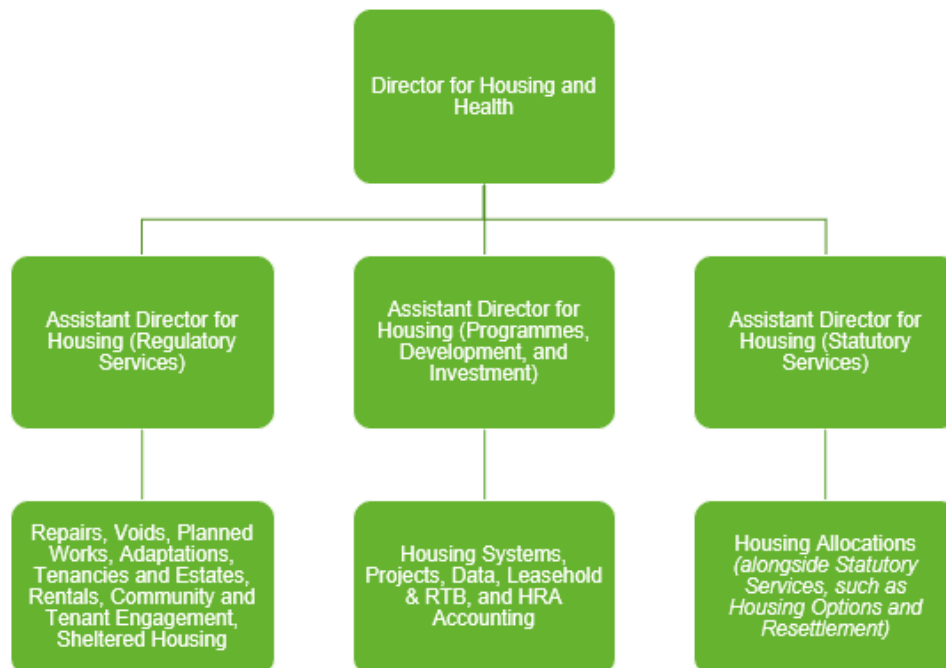 Director for Housing and
Health
Assistant Director for
Housing (Regulatory
Services)
Assistant Director for
Housing (Programmes,
Development, and
Investment)
Assistant Director for
Housing (Statutory
Services)
Repairs, Voids, Planned
Works, Adaptations,
Tenancies and Estates,
Rentals, Community and
Tenant Engagement,
Sheltered Housing
Housing Systems,
Projects, Data, Leasehold
& RTB, and HRA
Accounting
Housing Allocations
(alongside Statutory
Services, such as
Housing Options and
Resettlement)